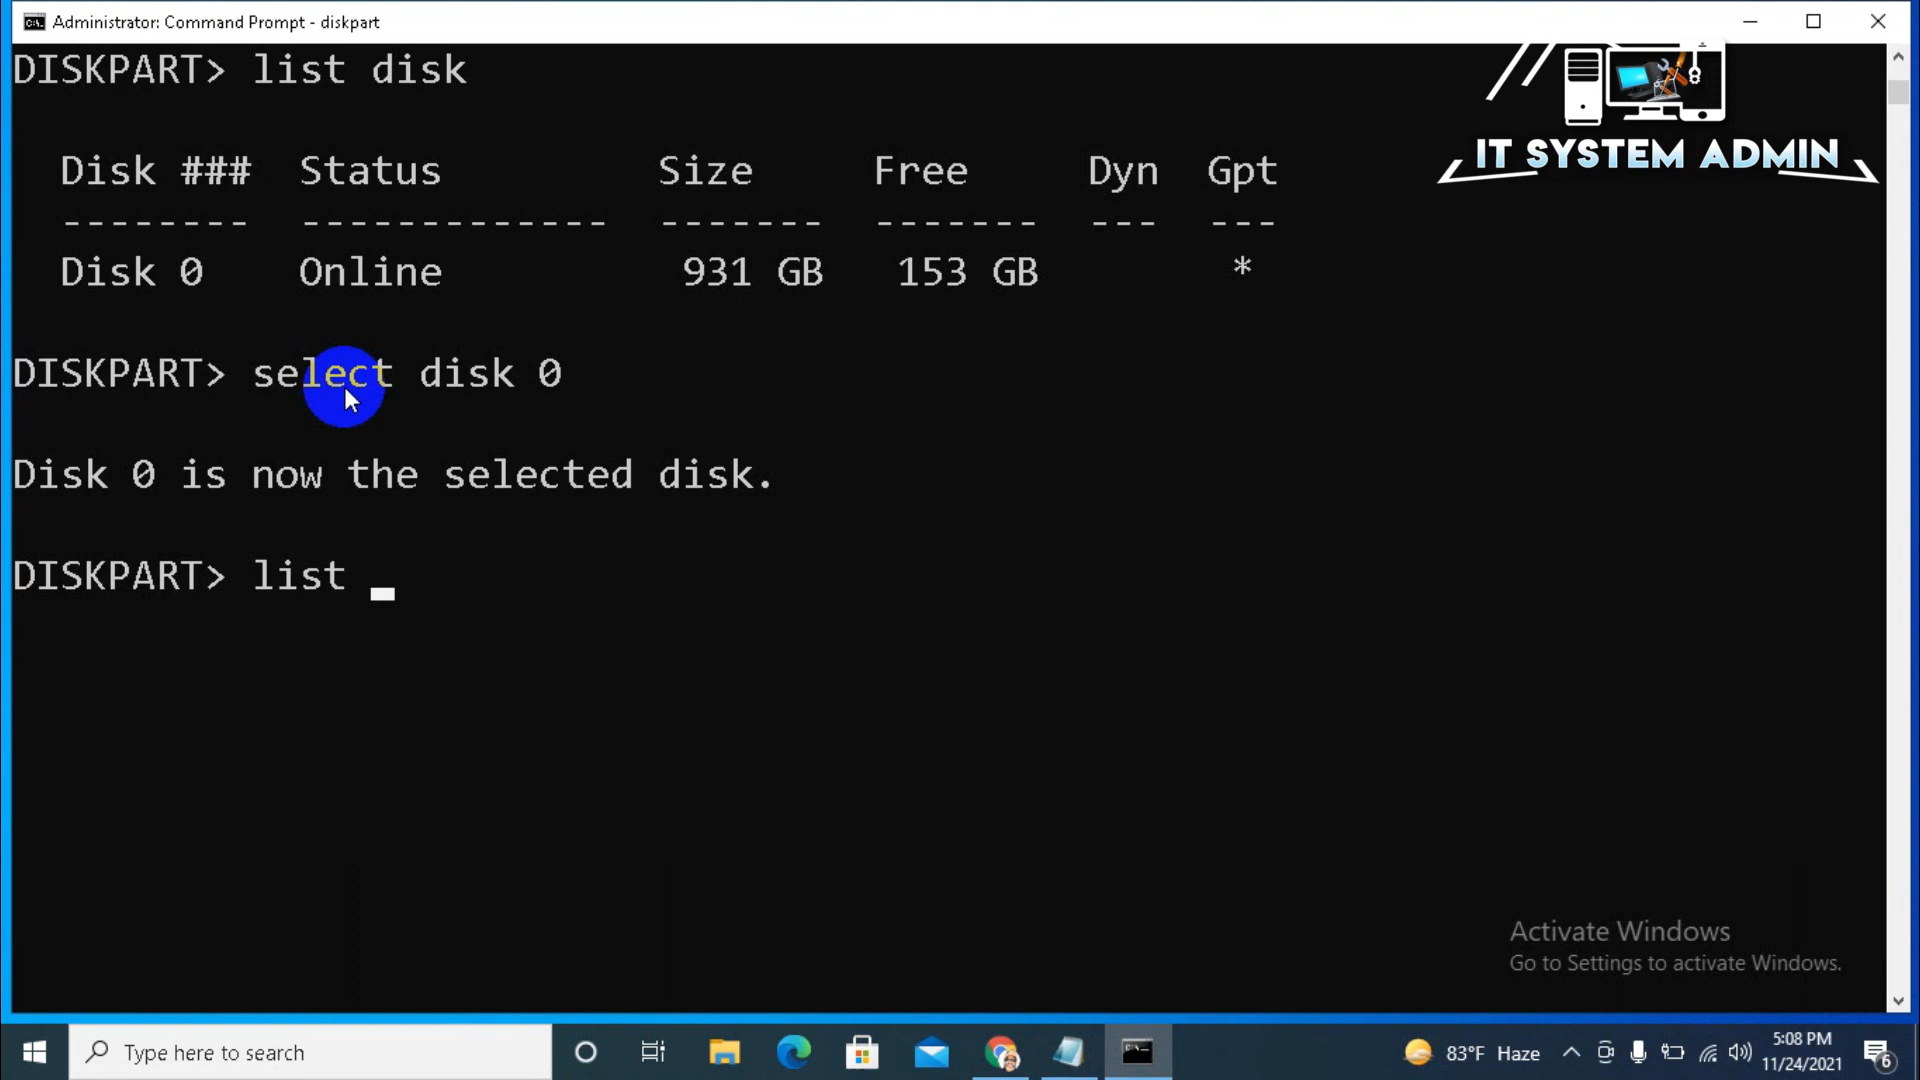 Administrator: Command Prompt - diskpart
DISKPART> list disk
IT SYSTEM ADMIN
Disk ### Status Size Free Dyn Gpt
-------- ------------- ------- ------- --- ---
Disk 0 Online 931 GB 153 GB *
DISKPART> select disk 0
Disk 0 is now the selected disk.
DISKPART> list _
Activate Windows
Go to Settings to activate Windows.
Type here to search
83°F Haze
5:08 PM
11/24/2021
6